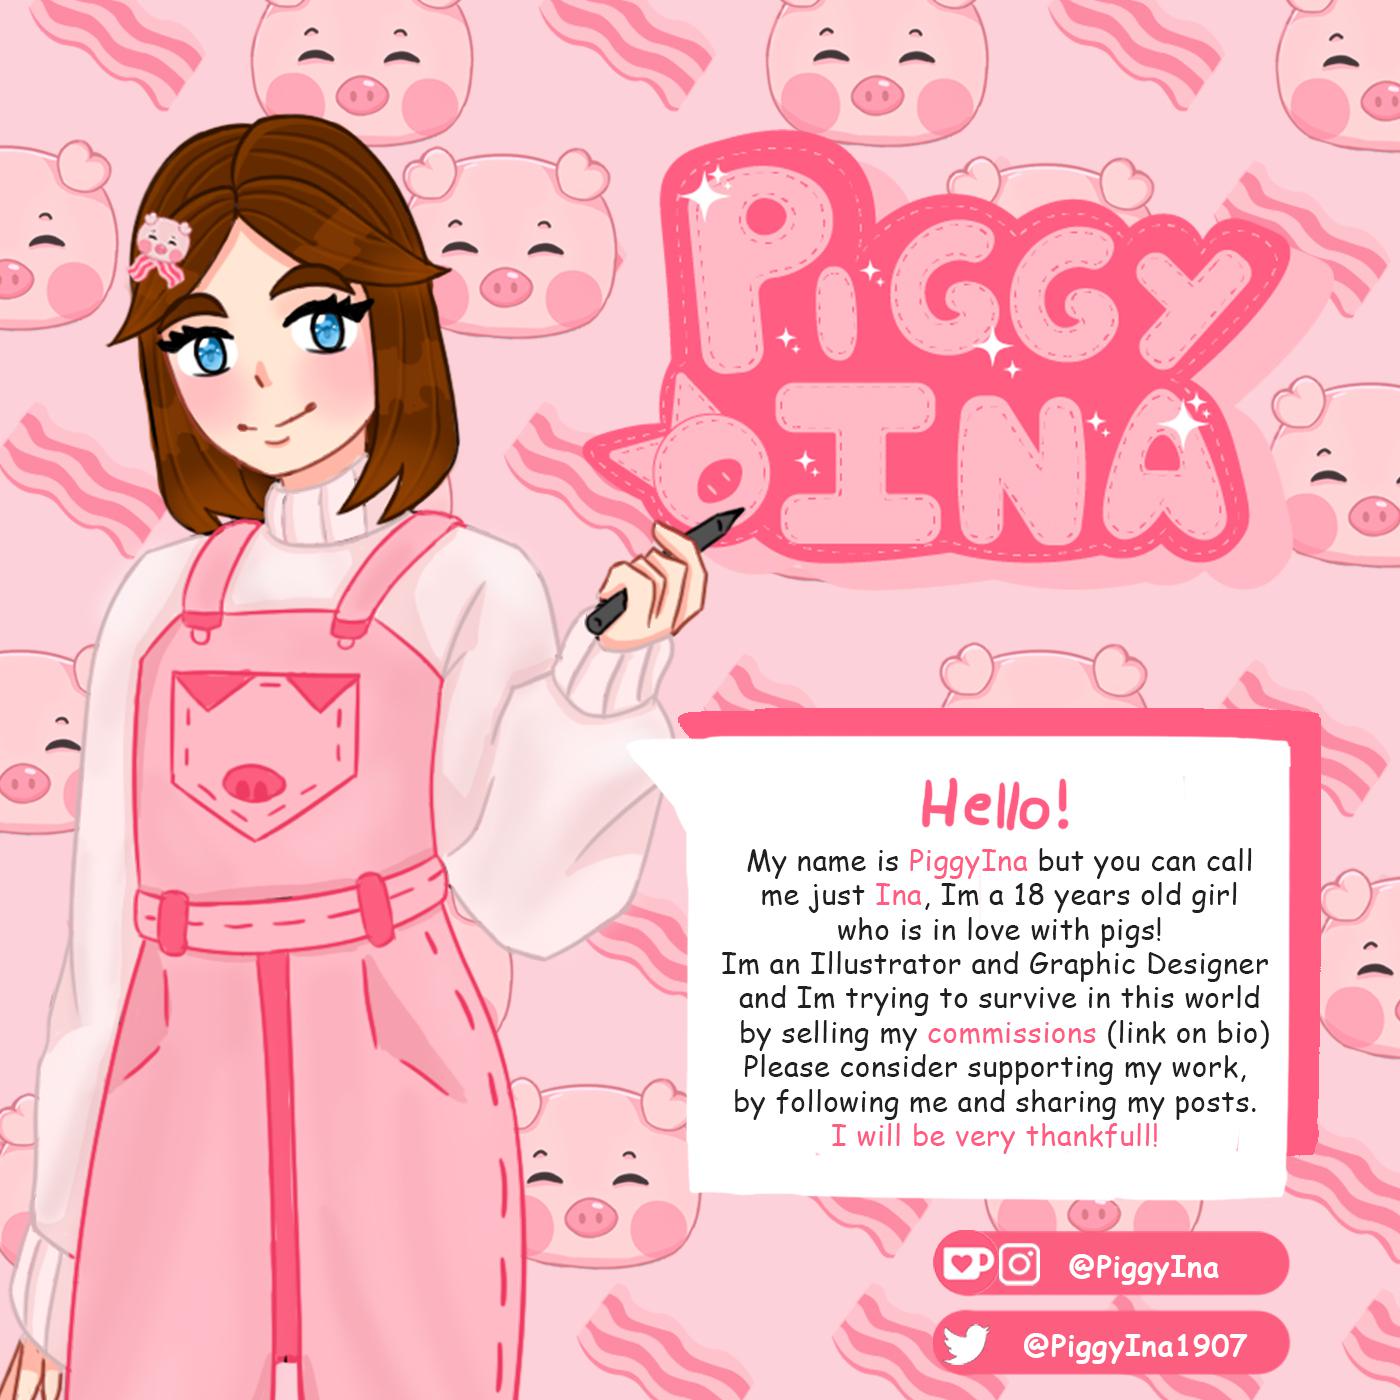 PiGGY
INA
Hello!
My name is PiggyIna but you can call
me just Ina, Im a 18 years old girl
who is in love with pigs!
Im an Illustrator and Graphic Designer
and Im trying to survive in this world
by selling my commissions (link on bio)
Please consider supporting my work,
by following me and sharing my posts.
I will be very thankfull!
@PiggyIna
@PiggyIna1907